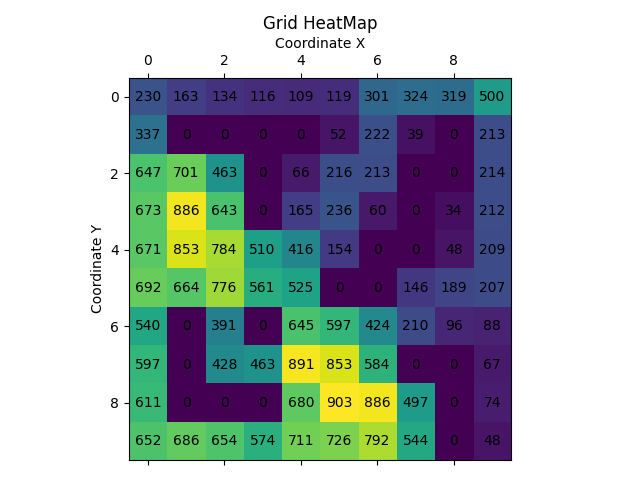 Grid HeatMap
Coordinate X
0 2 4 6 8
0 230 163 134 116 109 119 301 324 319 500
337 0 0 0 0 52 222 39 0 213
2 647 701 463 0 66 216 213 0 0 214
673 886 643 0 165 236 60 0 34 212
4 671 853 784 510 416 154 0 0 48 209
692 664 776 561 525 0 0 146 189 207
6 540 0 391 0 645 597 424 210 96 88
597 0 428 463 891 853 584 0 0 67
8 611 0 0 0 680 903 886 497 0 74
652 686 654 574 711 726 792 544 0 48
Coordinate Y